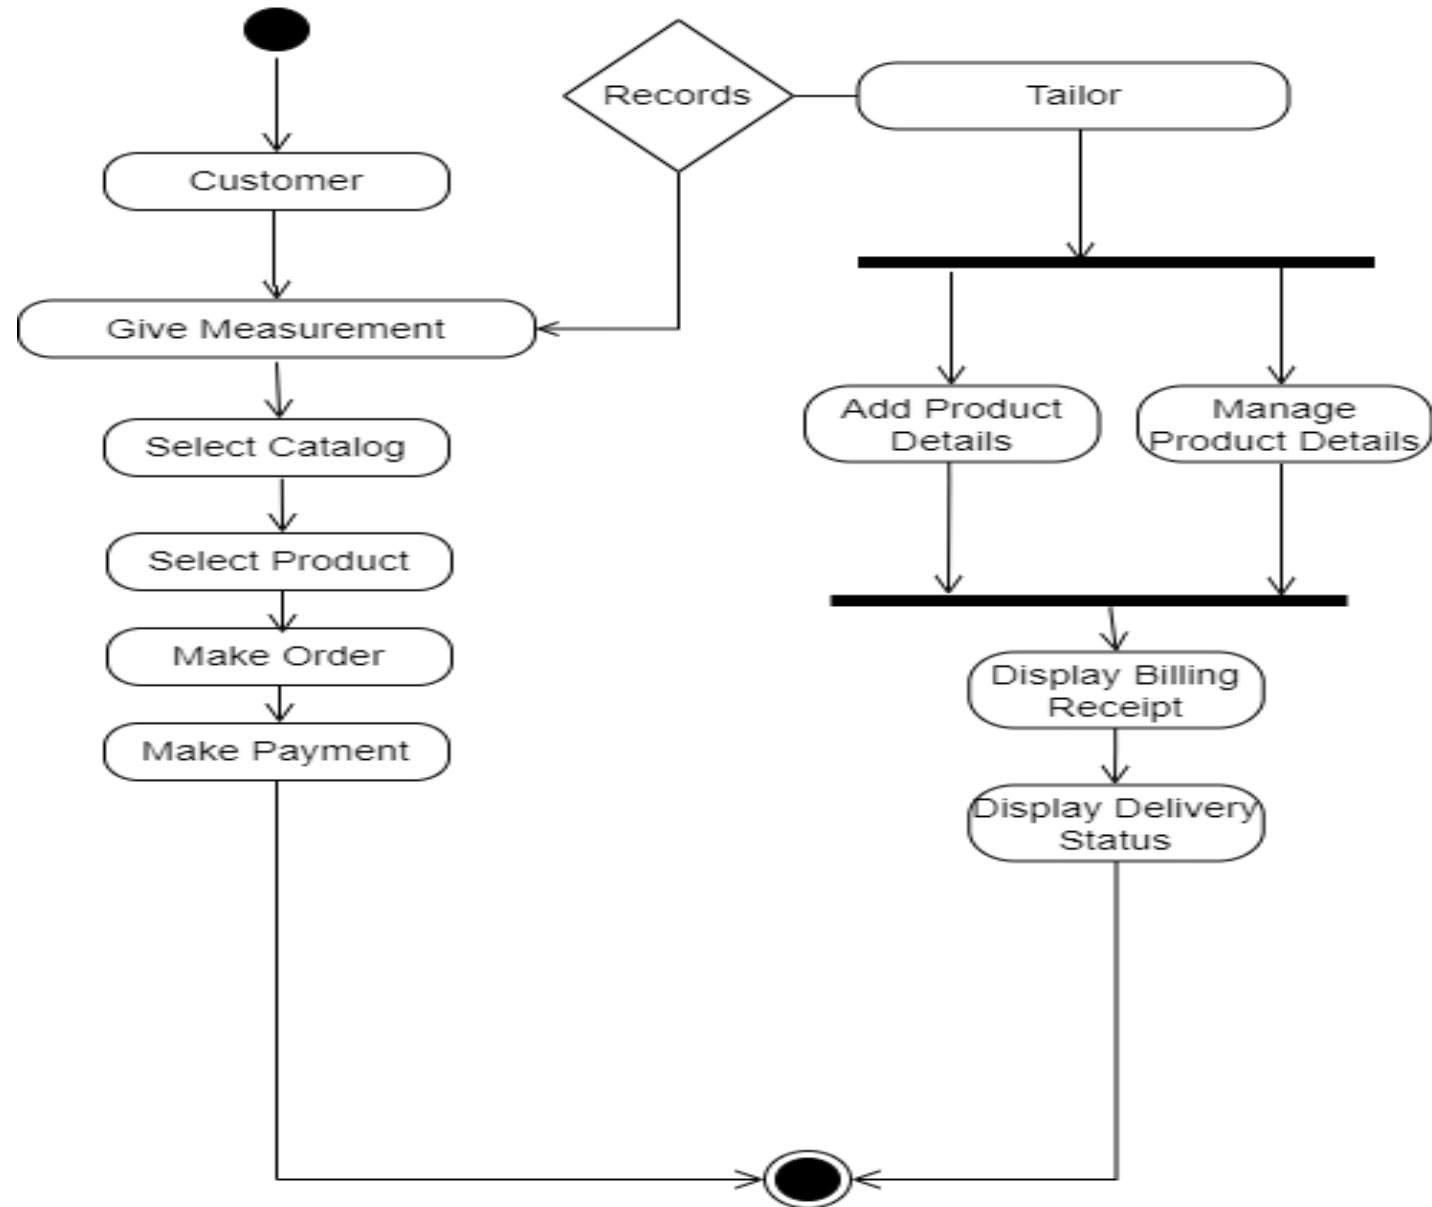 Records
Tailor
Customer
Give Measurement
Select Catalog
Select Product
Make Order
Make Payment
Add Product
Details
Manage
Product Details
Display Billing
Receipt
Display Delivery
Status